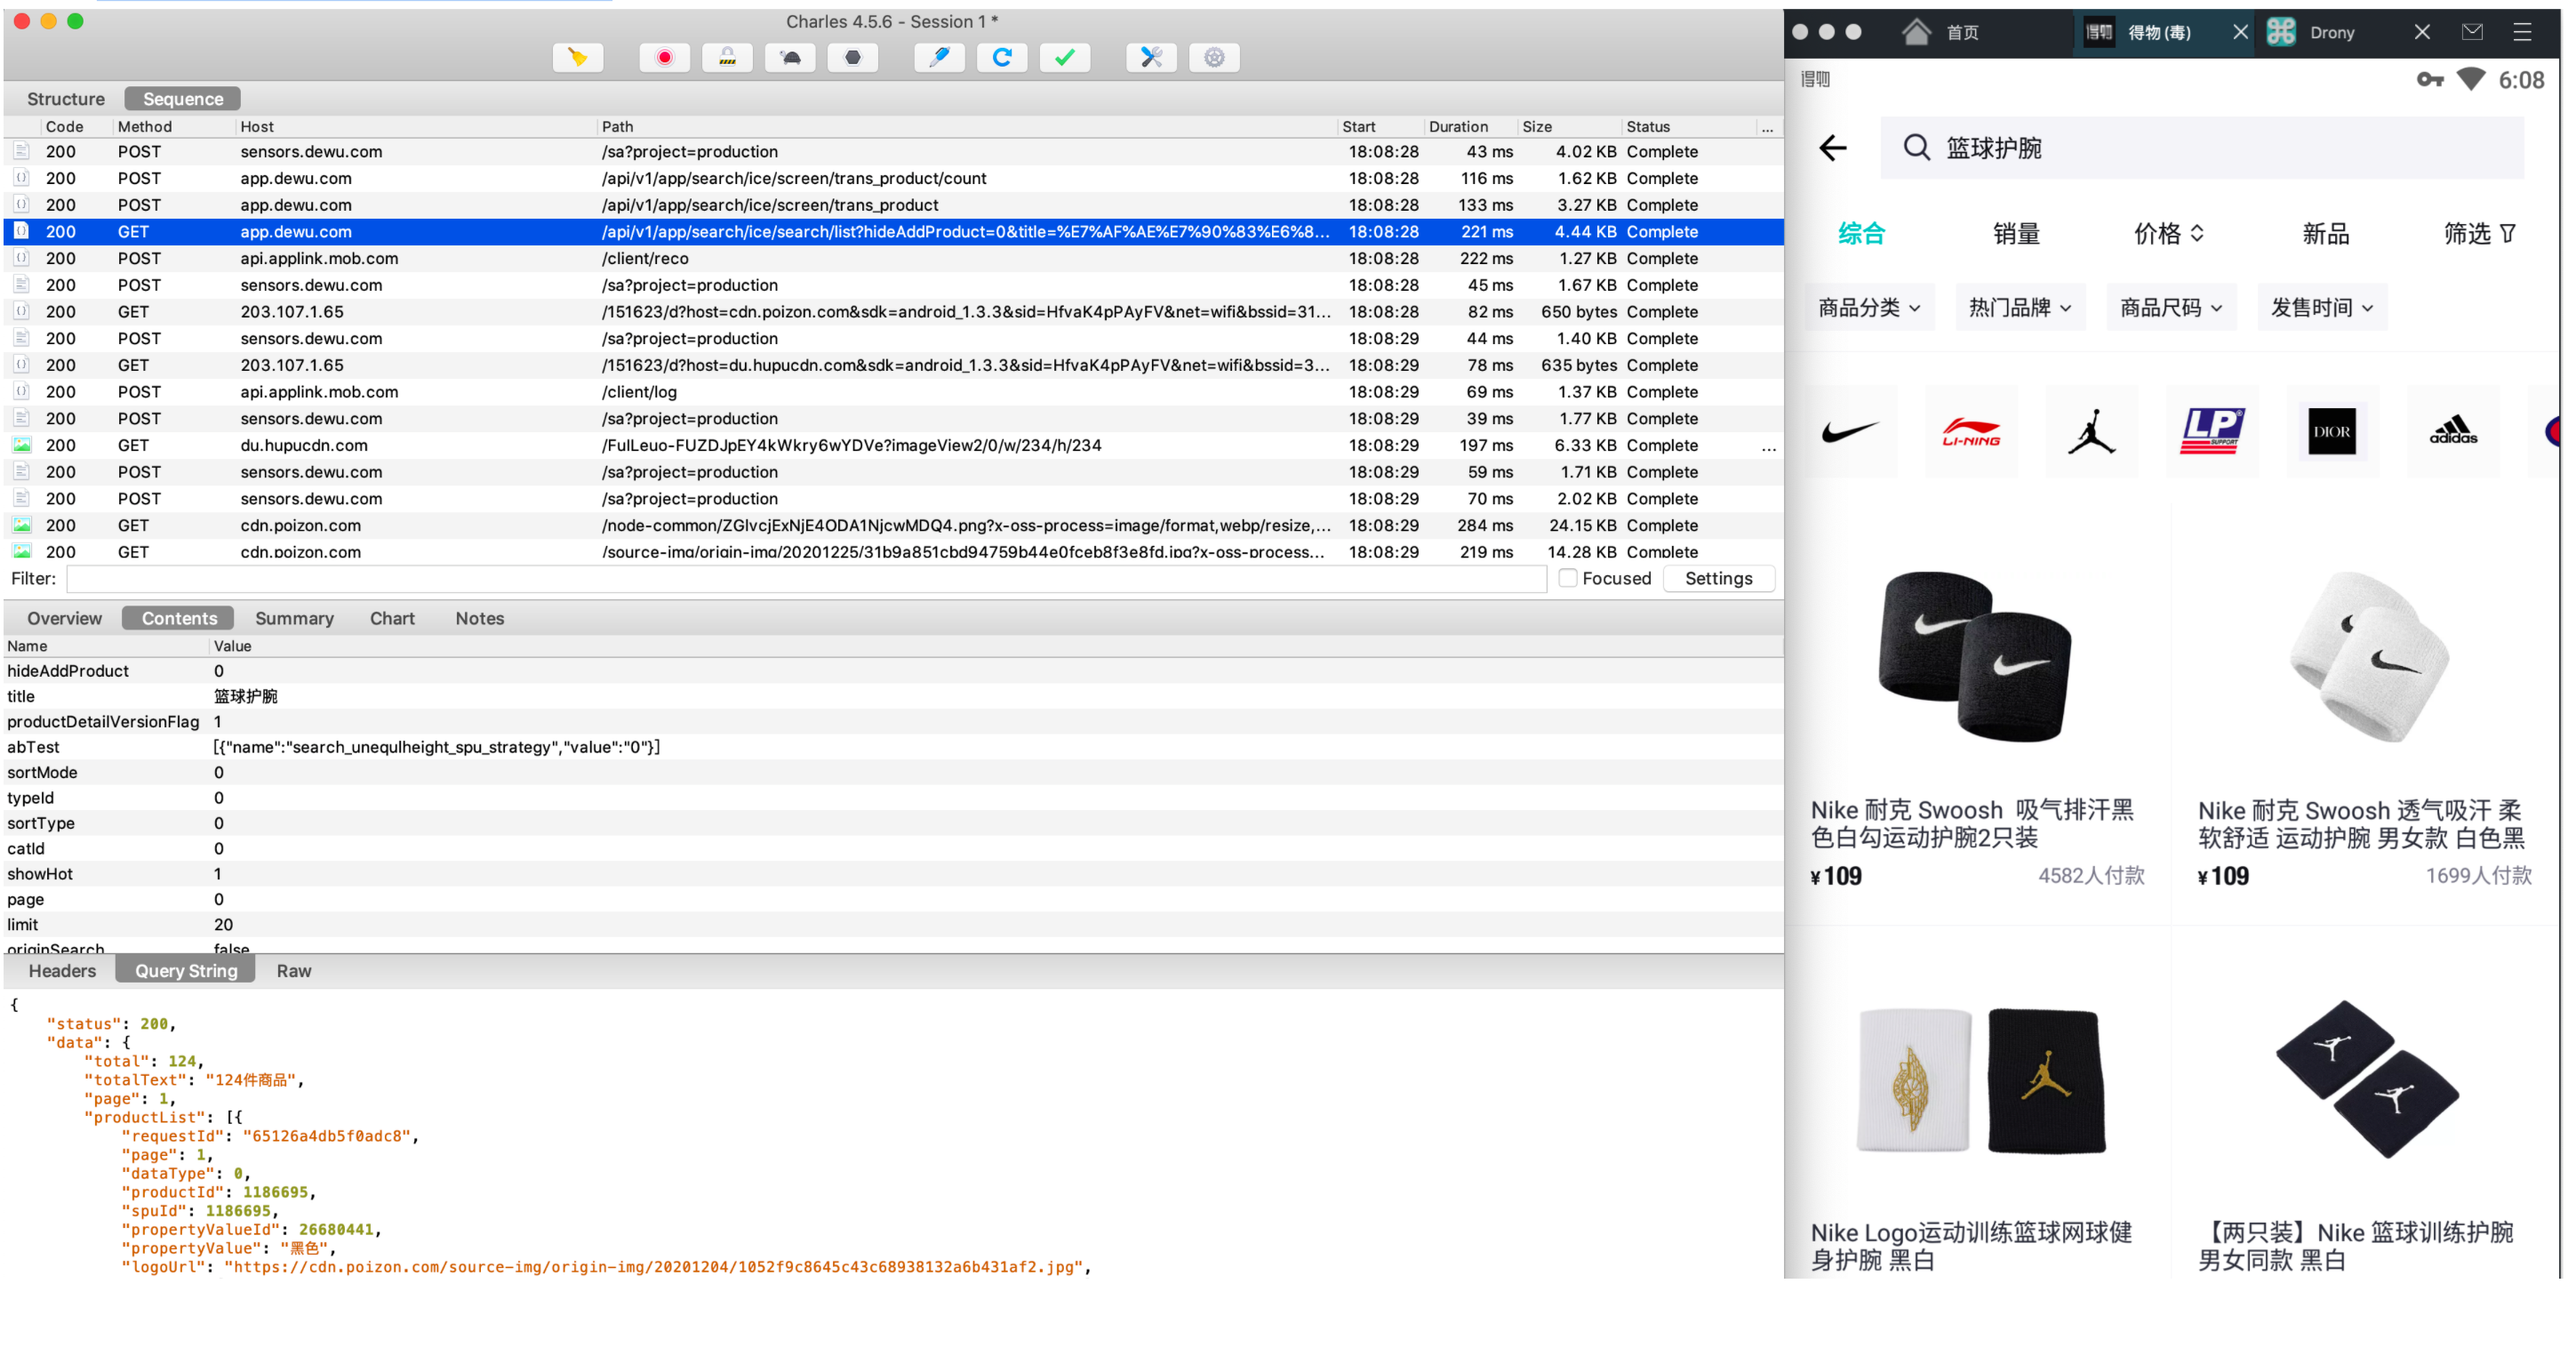 Charles 4.5.6 - Session 1 *
Structure Sequence
Code Method Host Path Start Duration Size Status ...
200 POST sensors.dewu.com /sa?project=production 18:08:28 43 ms 4.02 KB Complete
200 POST app.dewu.com /api/v1/app/search/ice/screen/trans_product/count 18:08:28 116 ms 1.62 KB Complete
200 POST app.dewu.com /api/v1/app/search/ice/screen/trans_product 18:08:28 133 ms 3.27 KB Complete
200 GET app.dewu.com /api/v1/app/search/ice/search/list?hideAddProduct=0&title=%E7%AF%AE%E7%90%83%E6%8... 18:08:28 221 ms 4.44 KB Complete
200 POST api.applink.mob.com /client/reco 18:08:28 222 ms 1.27 KB Complete
200 POST sensors.dewu.com /sa?project=production 18:08:28 45 ms 1.67 KB Complete
200 GET 203.107.1.65 /151623/d?host=cdn.poizon.com&sdk=android_1.3.3&sid=HfvaK4pPAyFV&net=wifi&bssid=31... 18:08:28 82 ms 650 bytes Complete
200 POST sensors.dewu.com /sa?project=production 18:08:29 44 ms 1.40 KB Complete
200 GET 203.107.1.65 /151623/d?host=du.hupucdn.com&sdk=android_1.3.3&sid=HfvaK4pPAyFV&net=wifi&bssid=3... 18:08:29 78 ms 635 bytes Complete
200 POST api.applink.mob.com /client/log 18:08:29 69 ms 1.37 KB Complete
200 POST sensors.dewu.com /sa?project=production 18:08:29 39 ms 1.77 KB Complete
200 GET du.hupucdn.com /FulLeuo-FUZDJpEY4kWkry6wYDVe?imageView2/0/w/234/h/234 18:08:29 197 ms 6.33 KB Complete ...
200 POST sensors.dewu.com /sa?project=production 18:08:29 59 ms 1.71 KB Complete
200 POST sensors.dewu.com /sa?project=production 18:08:29 70 ms 2.02 KB Complete
200 GET cdn.poizon.com /node-common/ZGlvcjExNjE4ODA1NjcwMDQ4.png?x-oss-process=image/format,webp/resize,... 18:08:29 284 ms 24.15 KB Complete
200 GET cdn.poizon.com /source-img/origin-img/20201225/31b9a851cbd94759b44e0fceb8f3e8fd.jpg?x-oss-process... 18:08:29 219 ms 14.28 KB Complete
Filter: Focused Settings
Overview Contents Summary Chart Notes
Name Value
hideAddProduct 0
title 篮球护腕
productDetailVersionFlag 1
abTest [{"name":"search_unequlheight_spu_strategy","value":"0"}]
sortMode 0
typeId 0
sortType 0
catId 0
showHot 1
page 0
limit 20
originSearch false
Headers Query String Raw
{
"status": 200,
"data": {
"total": 124,
"totalText": "124件商品",
"page": 1,
"productList": [{
"requestId": "65126a4db5f0adc8",
"page": 1,
"dataType": 0,
"productId": 1186695,
"spuId": 1186695,
"propertyValueId": 26680441,
"propertyValue": "黑色",
"logoUrl": "https://cdn.poizon.com/source-img/origin-img/20201204/1052f9c8645c43c68938132a6b431af2.jpg",
首页 得物 得物(毒) Drony
得物 6:08
篮球护腕
综合 销量 价格 新品 筛选
商品分类 热门品牌 商品尺码 发售时间
LI-NING LP SUPPORT DIOR adidas
Nike 耐克 Swoosh 吸气排汗黑
色白勾运动护腕2只装
¥109 4582人付款
Nike 耐克 Swoosh 透气吸汗 柔
软舒适 运动护腕 男女款 白色黑
¥109 1699人付款
Nike Logo运动训练篮球网球健
身护腕 黑白
【两只装】Nike 篮球训练护腕
男女同款 黑白